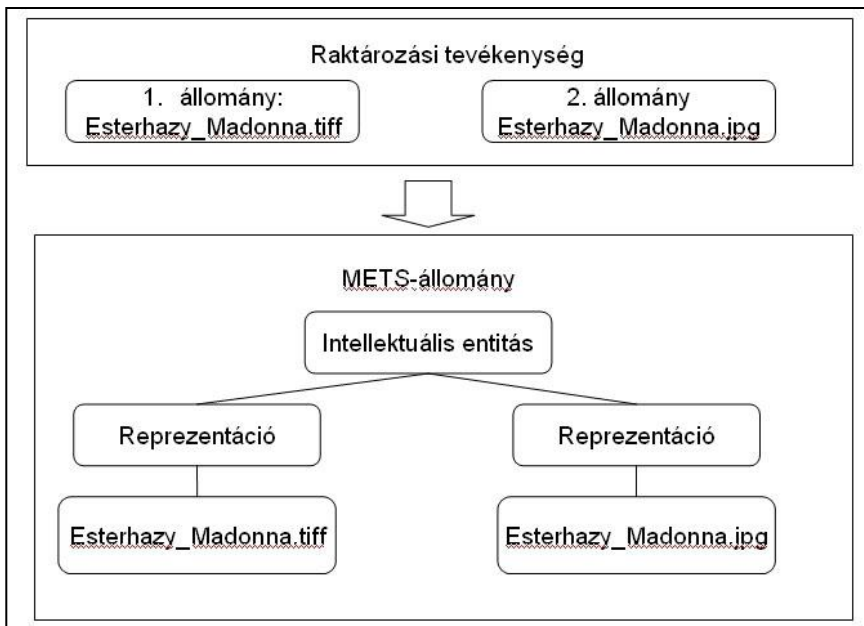 Raktározási tevékenység
1. állomány:
Esterhazy_Madonna.tiff
2. állomány
Esterhazy_Madonna.jpg
METS-állomány
Intellektuális entitás
Reprezentáció
Reprezentáció
Esterhazy_Madonna.tiff
Esterhazy_Madonna.jpg